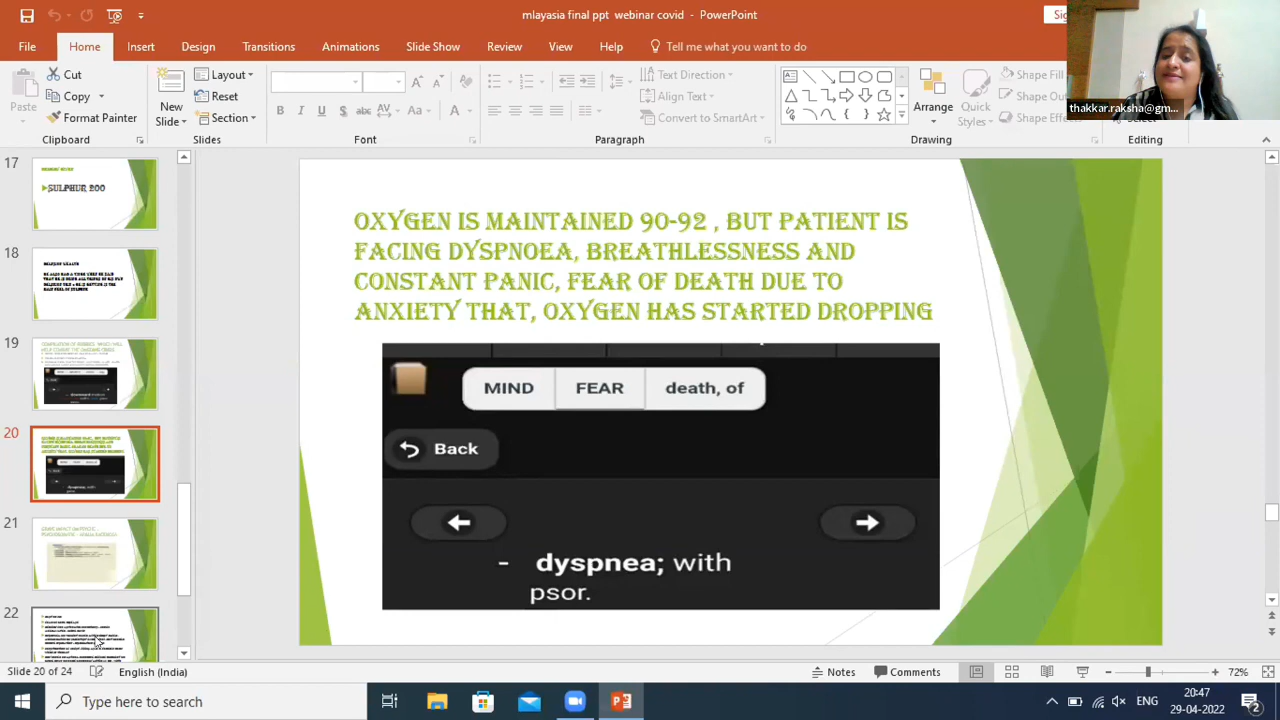 mlayasia final ppt webinar covid - PowerPoint
File Home Insert Design Transitions Animations Slide Show Review View Help Tell me what you want to do
thakkar.raksha@gm...
Paste
Cut
Copy
Format Painter
Clipboard
New
Slide
Layout
Reset
Section
Slides
B I U S abc AV Aa A
Font
Paragraph
Text Direction
Align Text
Convert to SmartArt
Arrange
Quick
Styles
Shape Fill
Shape
Shape Effects
Drawing
Editing
17
SULPHUR 200
18
19
20
21
22
OXYGEN IS MAINTAINED 90-92 , BUT PATIENT IS
FACING DYSPNOEA, BREATHLESSNESS AND
CONSTANT PANIC, FEAR OF DEATH DUE TO
ANXIETY THAT, OXYGEN HAS STARTED DROPPING
MIND FEAR death, of
Back
- dyspnea; with
psor.
Slide 20 of 24 English (India) Notes Comments 72%
Type here to search
ENG
20:47
29-04-2022
2